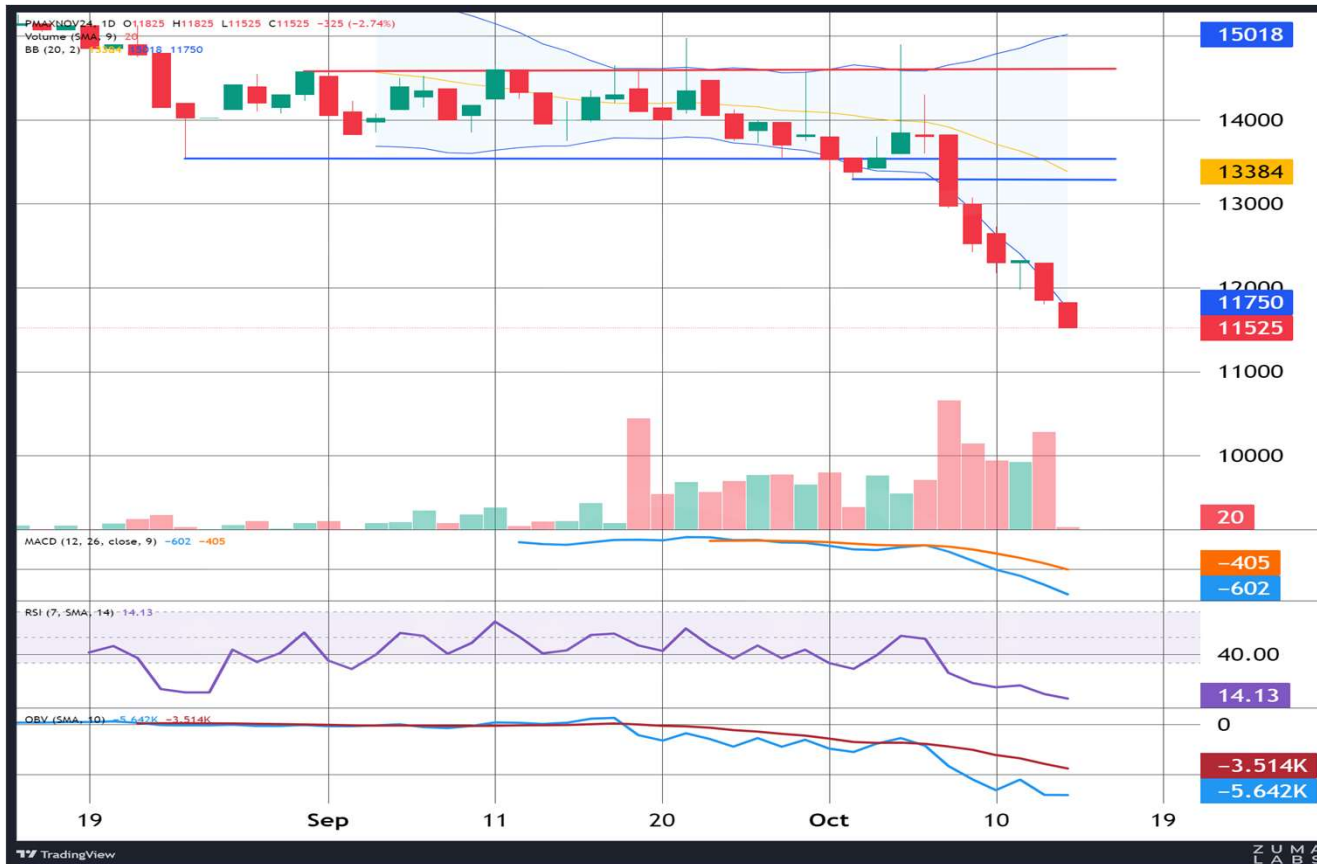 PMAXNOV24, 1D O11825 H11825 L11525 C11525 −325 (−2.74%)
Volume (SMA, 9) 20
BB (20, 2) 13384 15018 11750
15018
14000
13384
13000
12000
11750
11525
11000
10000
20
MACD (12, 26, close, 9) −602 −405
−405
−602
RSI (7, SMA, 14) 14.13
40.00
14.13
OBV (SMA, 10) −5.642K −3.514K
0
−3.514K
−5.642K
19 Sep 11 20 Oct 10 19
TradingView
ZUMA
LABS